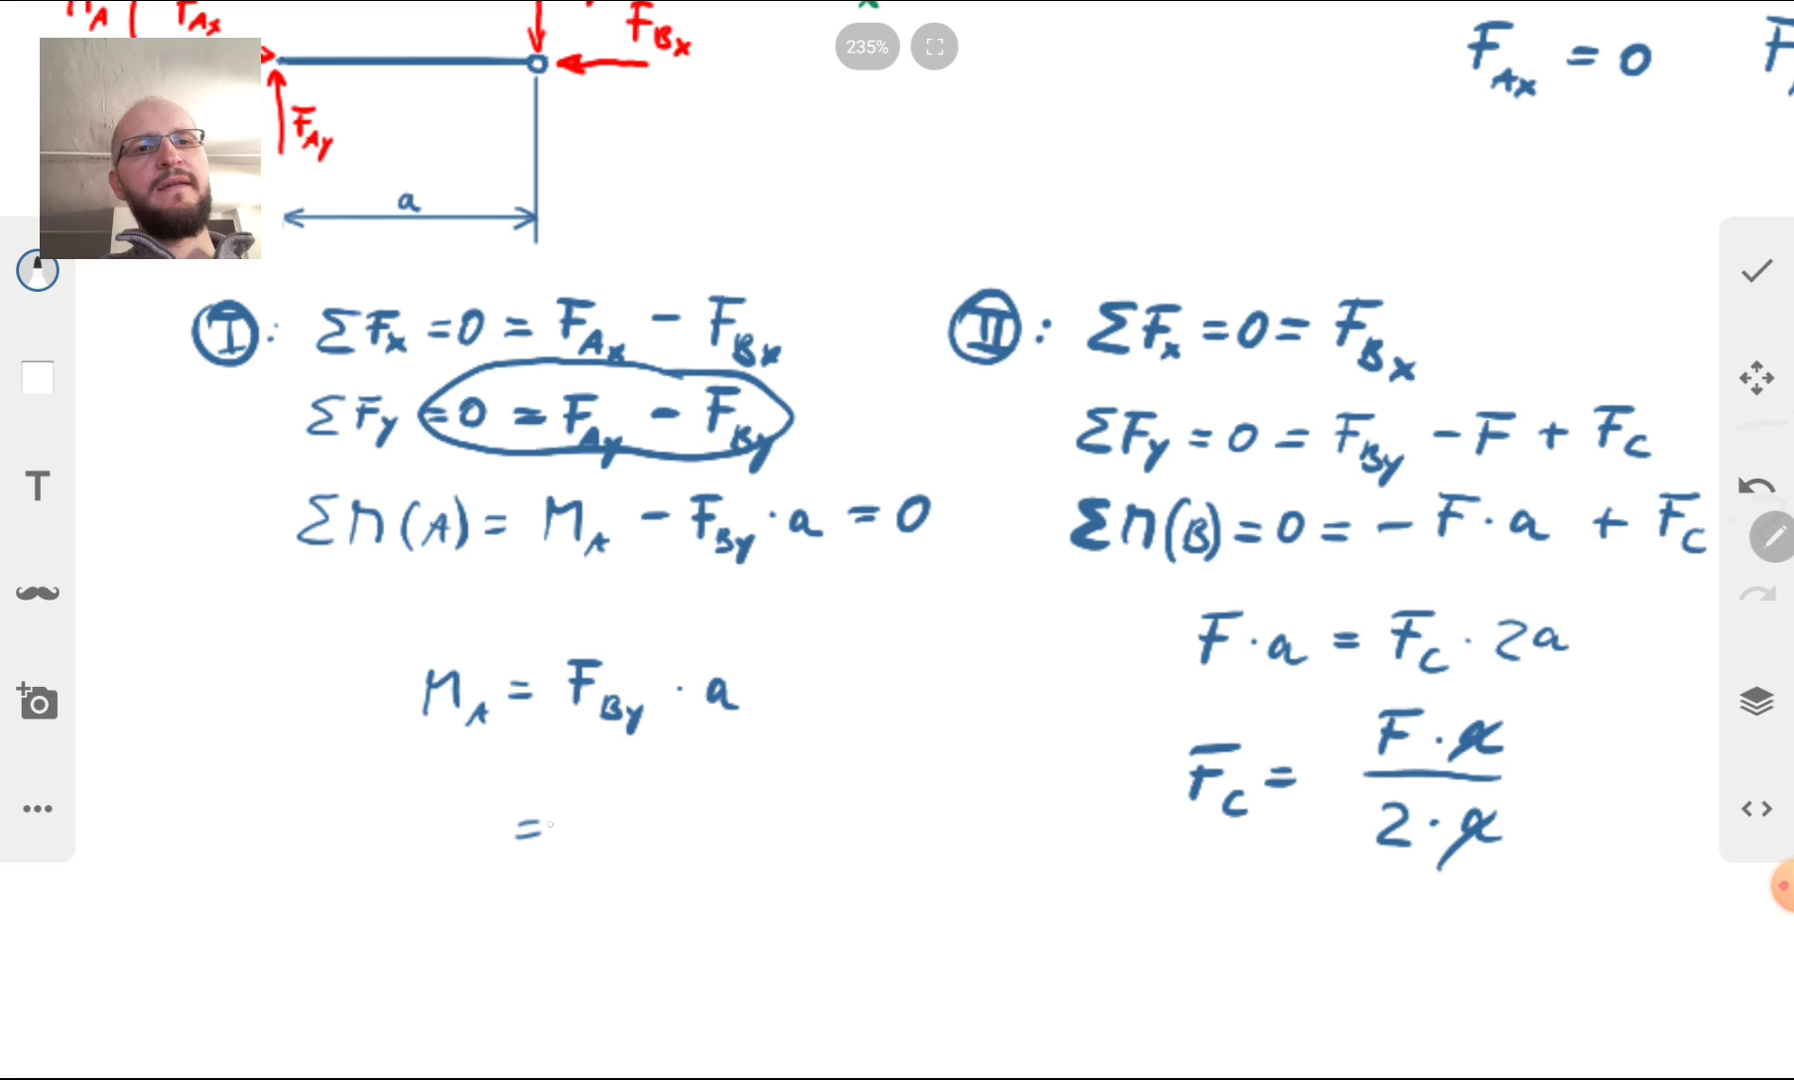 F_Ax
F_Bx
235%
F_Ax = 0
F_Ay
a
I : ΣF_x = 0 = F_Ax - F_Bx
ΣF_y = 0 = F_Ay - F_By
ΣM(A) = M_A - F_By · a = 0
M_A = F_By · a
=
II : ΣF_x = 0 = F_Bx
ΣF_y = 0 = F_By - F + F_C
ΣM(B) = 0 = - F · a + F_C
F · a = F_C · 2a
F_C = F · a / 2 · a
T